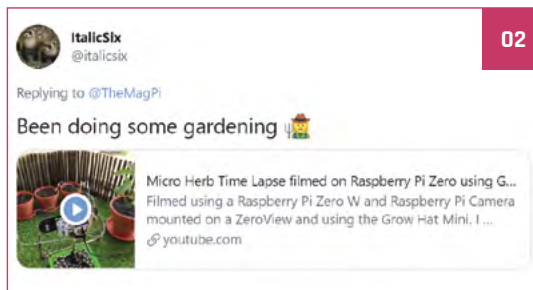 ItalicSix
@italicsix
02
Replying to @TheMagPi
Been doing some gardening
Micro Herb Time Lapse filmed on Raspberry Pi Zero using G...
Filmed using a Raspberry Pi Zero W and Raspberry Pi Camera
mounted on a ZeroView and using the Grow Hat Mini. I ...
youtube.com